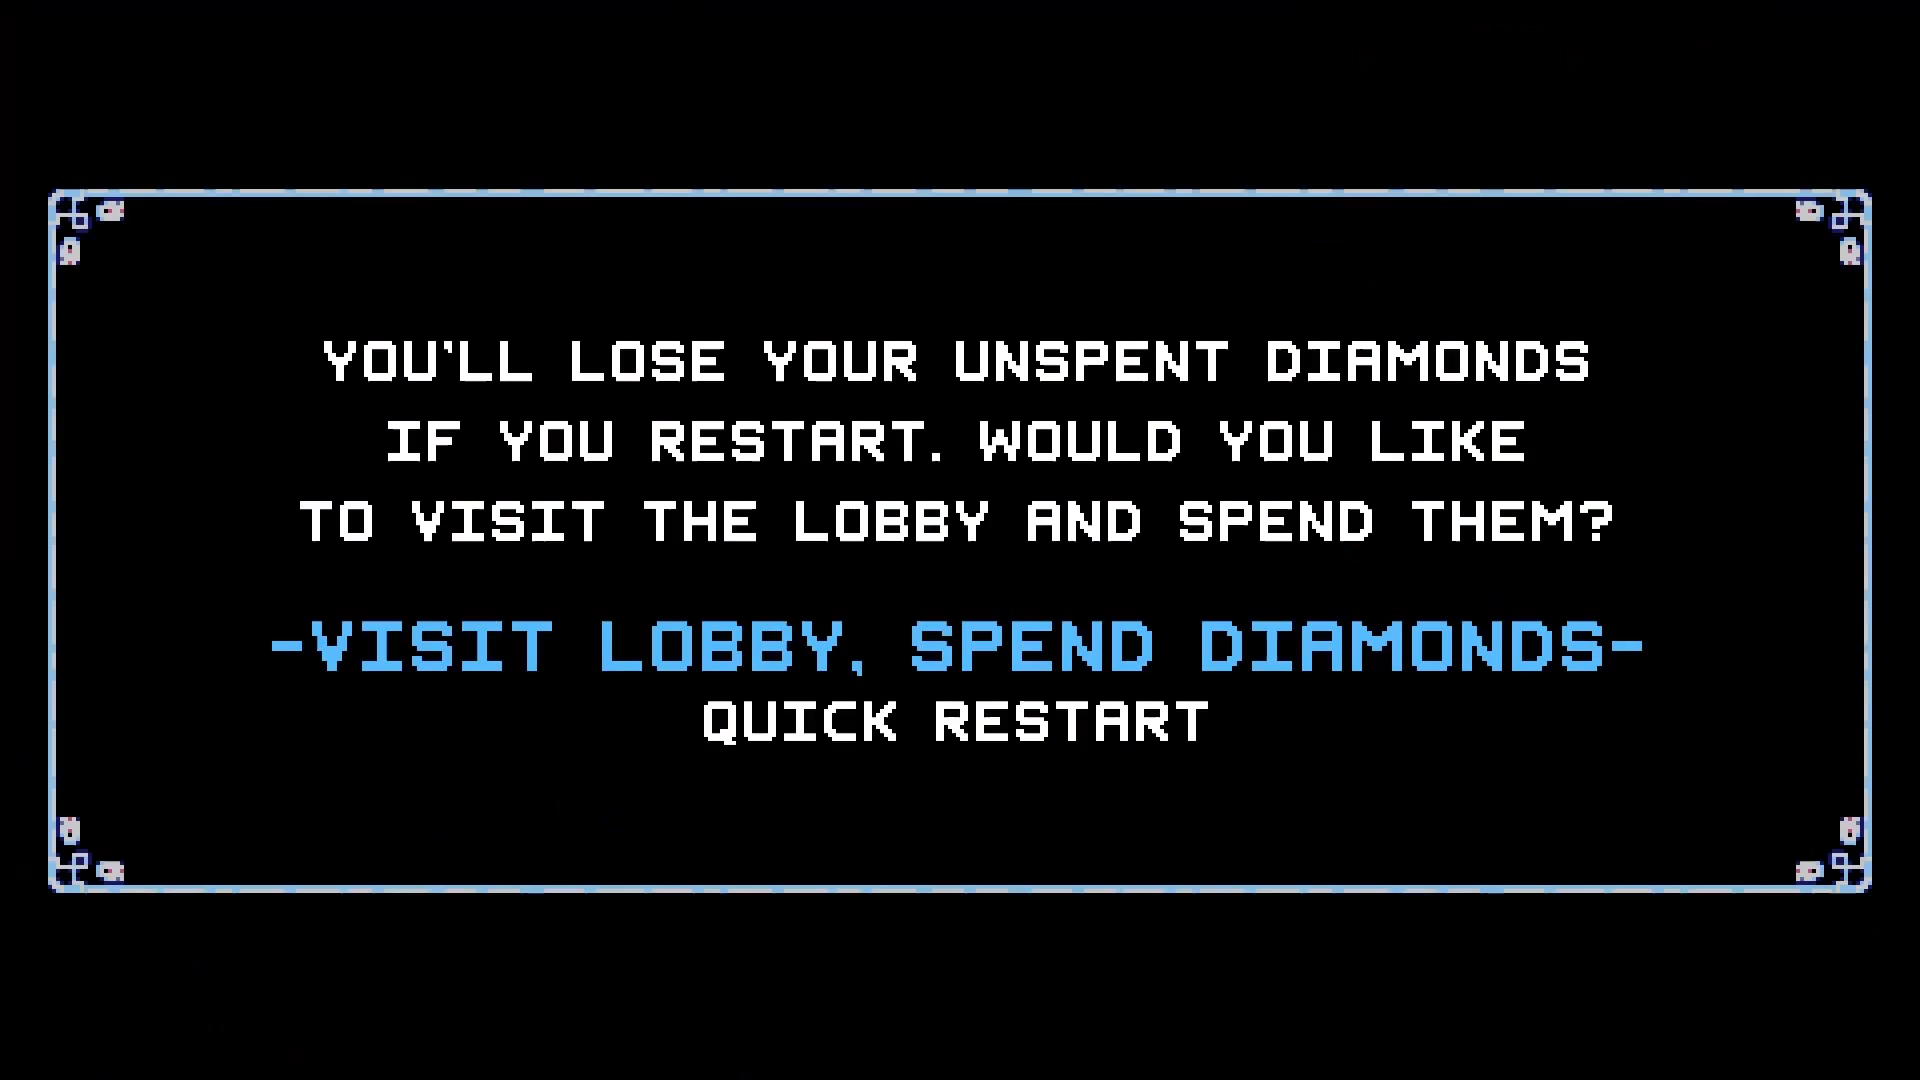 YOU'LL LOSE YOUR UNSPENT DIAMONDS
IF YOU RESTART. WOULD YOU LIKE
TO VISIT THE LOBBY AND SPEND THEM?
-VISIT LOBBY, SPEND DIAMONDS-
QUICK RESTART